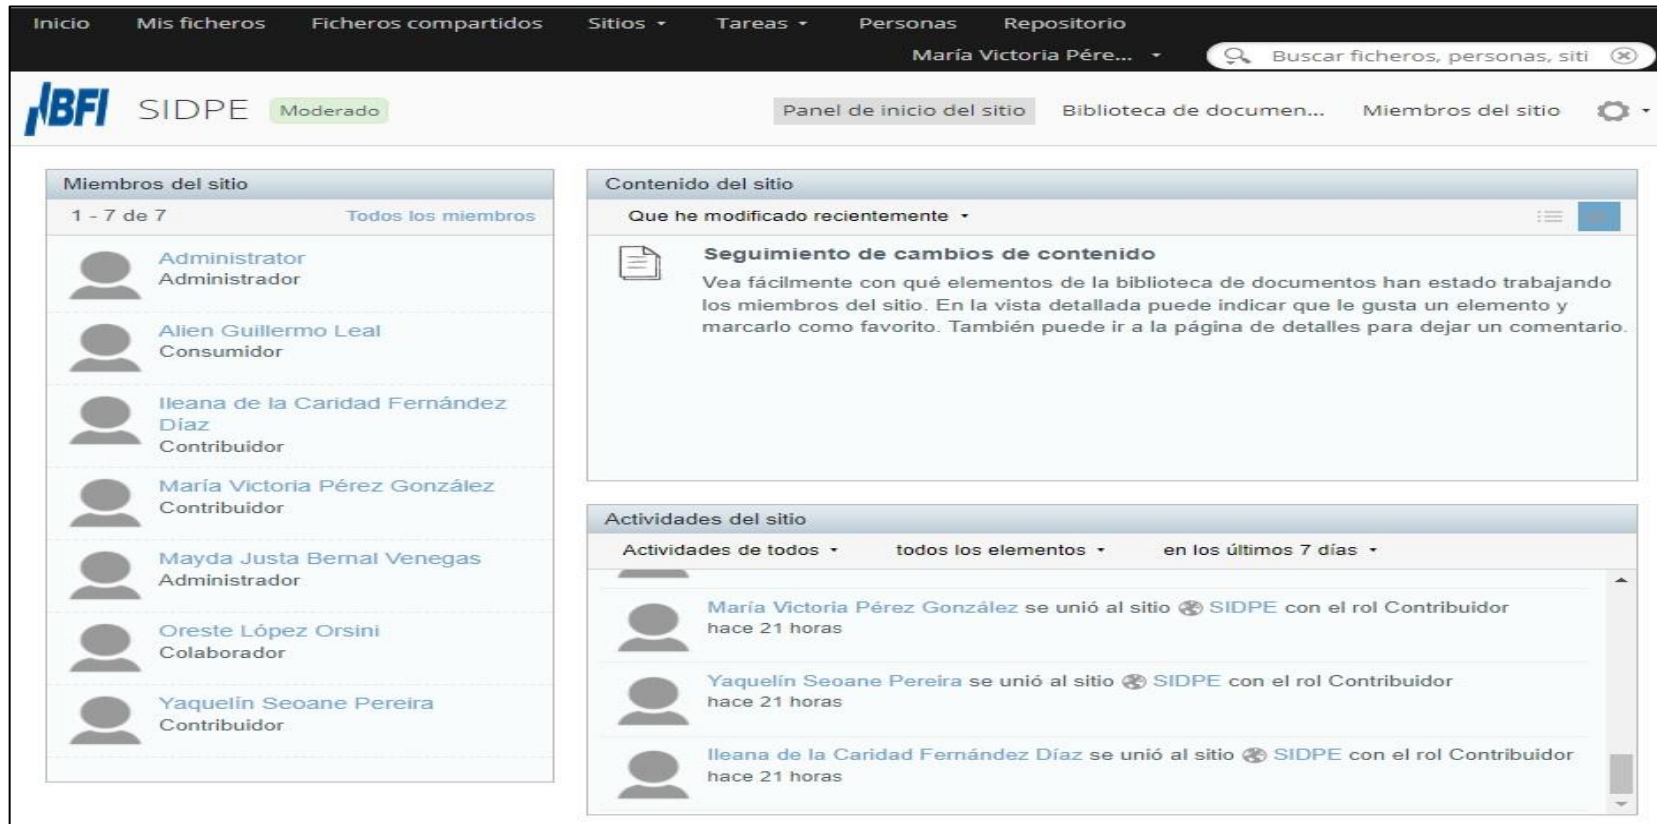 Inicio Mis ficheros Ficheros compartidos Sitios Tareas Personas Repositorio
María Victoria Pére... Buscar ficheros, personas, siti
BFI SIDPE Moderado Panel de inicio del sitio Biblioteca de documen... Miembros del sitio
Miembros del sitio
1 - 7 de 7 Todos los miembros
Administrator
Administrador
Alien Guillermo Leal
Consumidor
Ileana de la Caridad Fernández
Díaz
Contribuidor
María Victoria Pérez González
Contribuidor
Mayda Justa Bernal Venegas
Administrador
Oreste López Orsini
Colaborador
Yaquelín Seoane Pereira
Contribuidor
Contenido del sitio
Que he modificado recientemente
Seguimiento de cambios de contenido
Vea fácilmente con qué elementos de la biblioteca de documentos han estado trabajando
los miembros del sitio. En la vista detallada puede indicar que le gusta un elemento y
marcarlo como favorito. También puede ir a la página de detalles para dejar un comentario.
Actividades del sitio
Actividades de todos todos los elementos en los últimos 7 días
María Victoria Pérez González se unió al sitio SIDPE con el rol Contribuidor
hace 21 horas
Yaquelín Seoane Pereira se unió al sitio SIDPE con el rol Contribuidor
hace 21 horas
Ileana de la Caridad Fernández Díaz se unió al sitio SIDPE con el rol Contribuidor
hace 21 horas